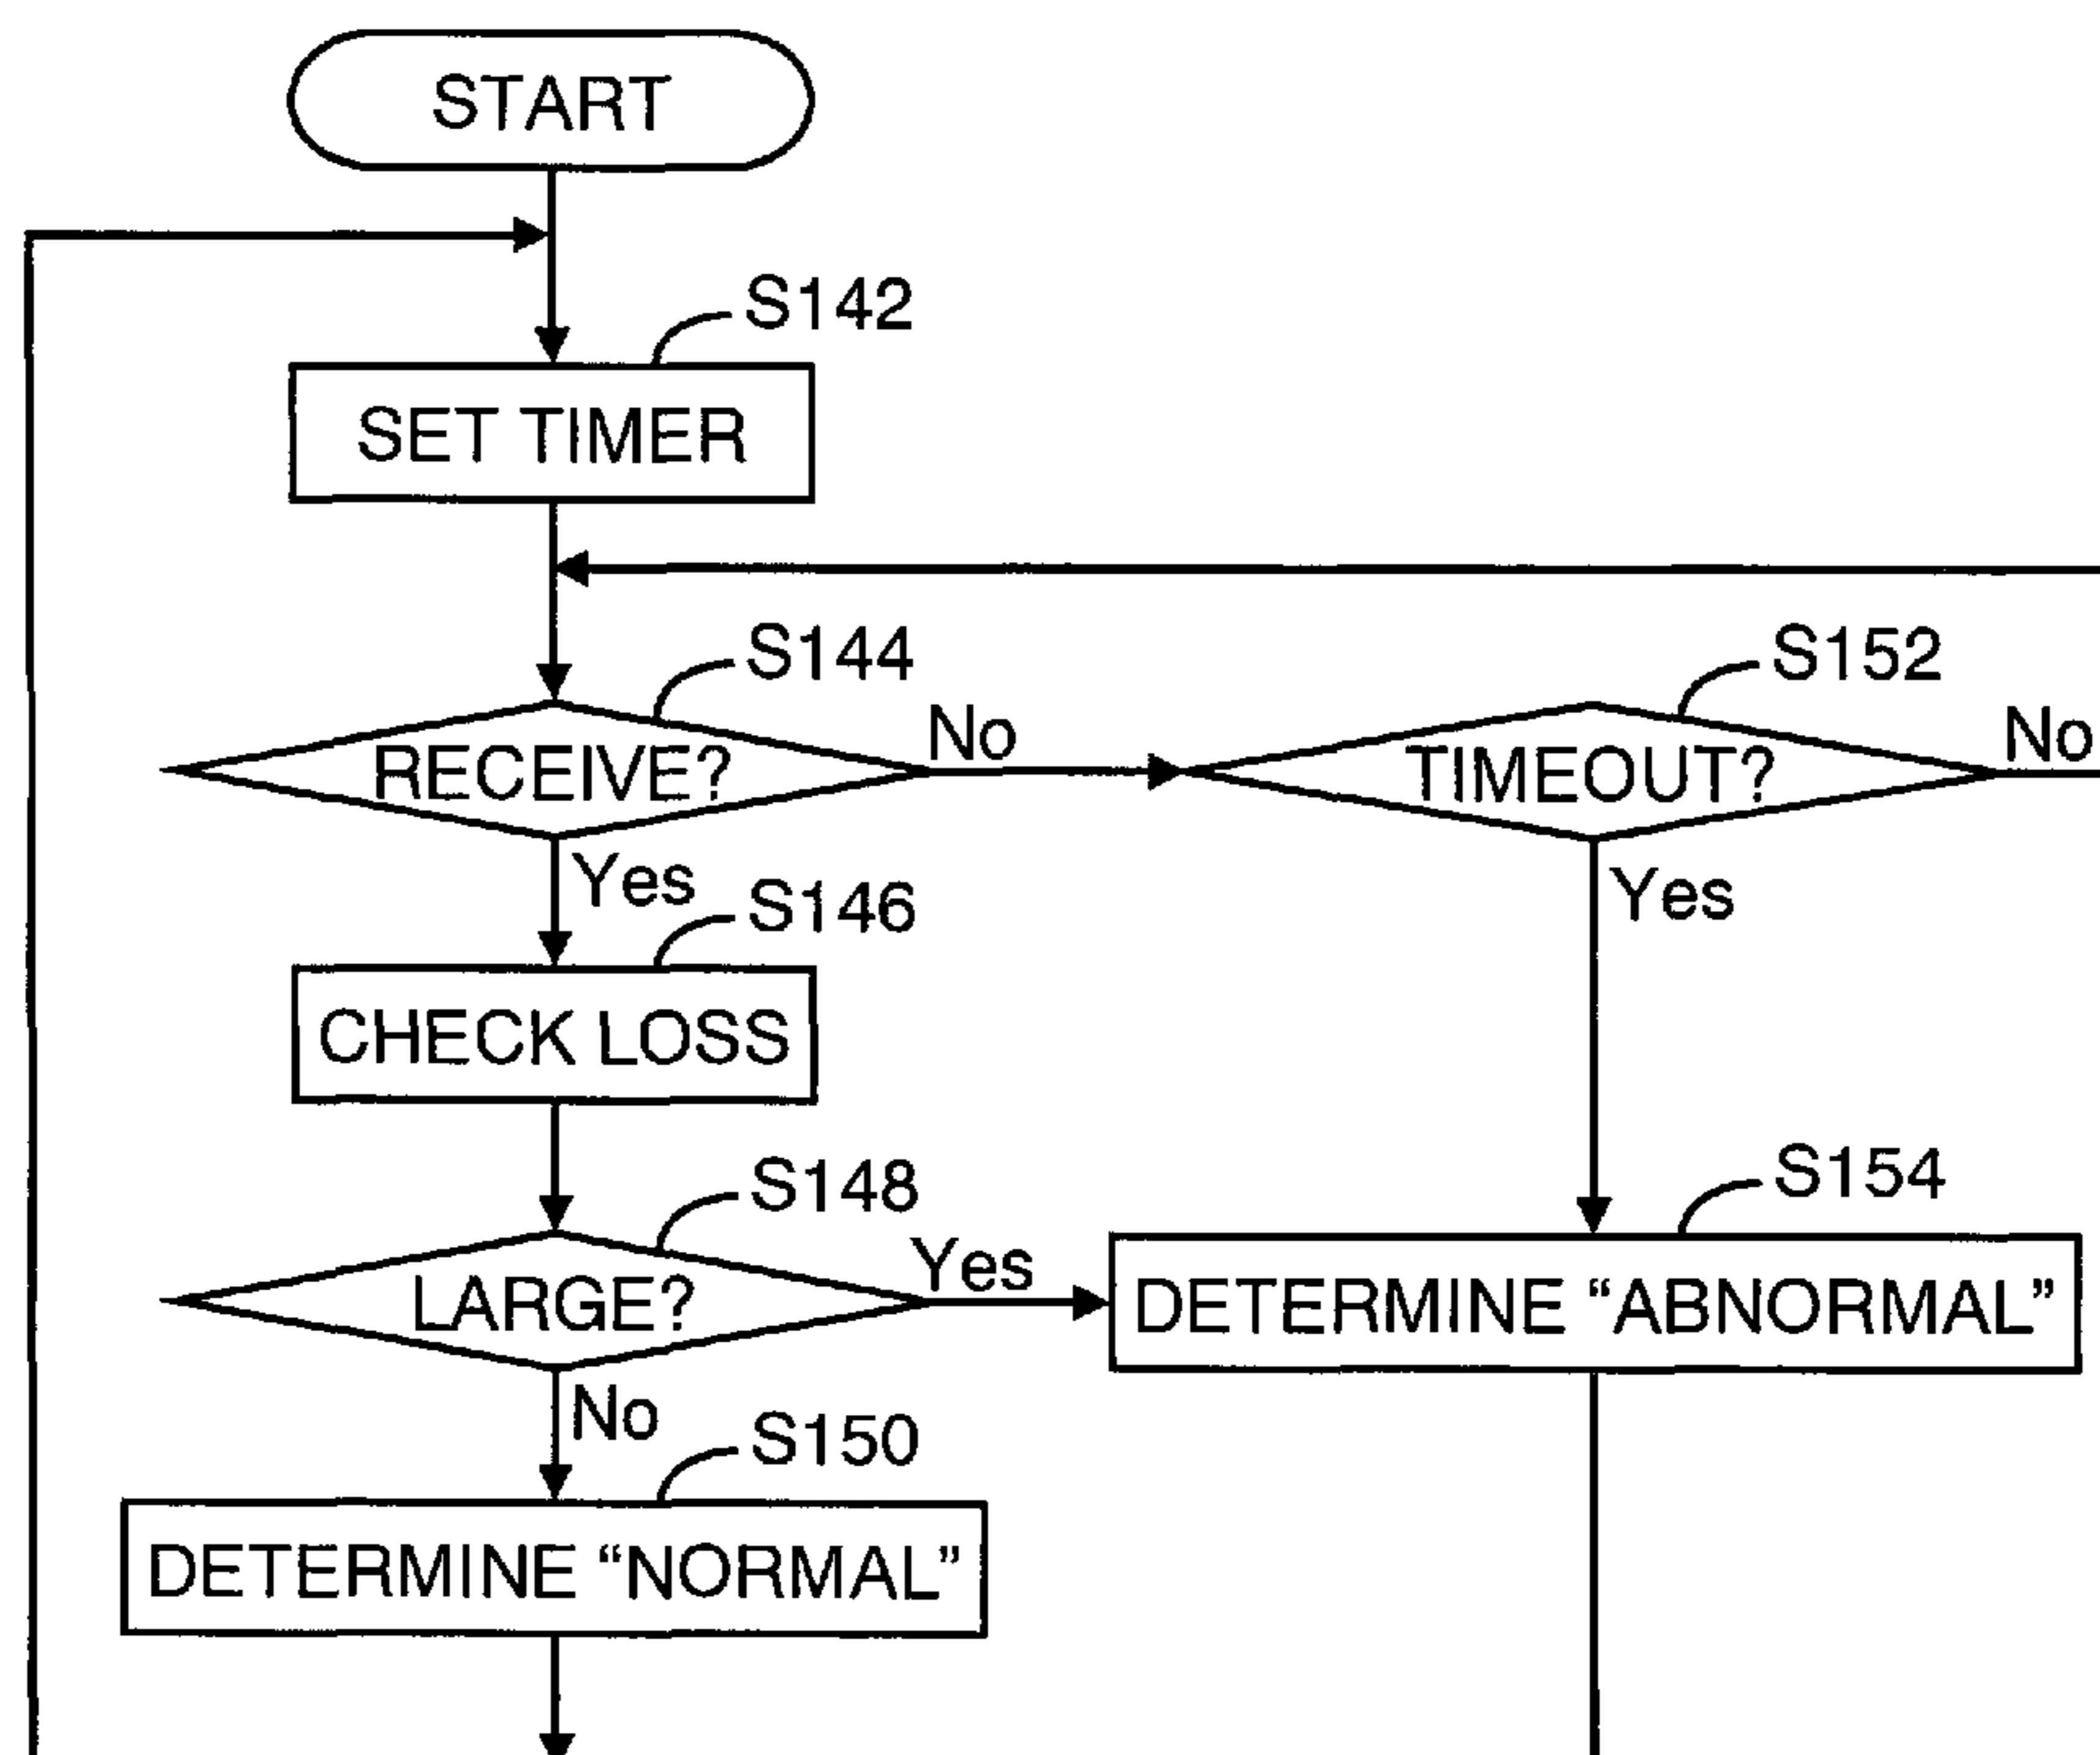 START
S142
SET TIMER
S144
RECEIVE?
No
S152
TIMEOUT?
No
Yes
S146
Yes
CHECK LOSS
S148
LARGE?
Yes
S154
DETERMINE “ABNORMAL”
No
S150
DETERMINE “NORMAL”